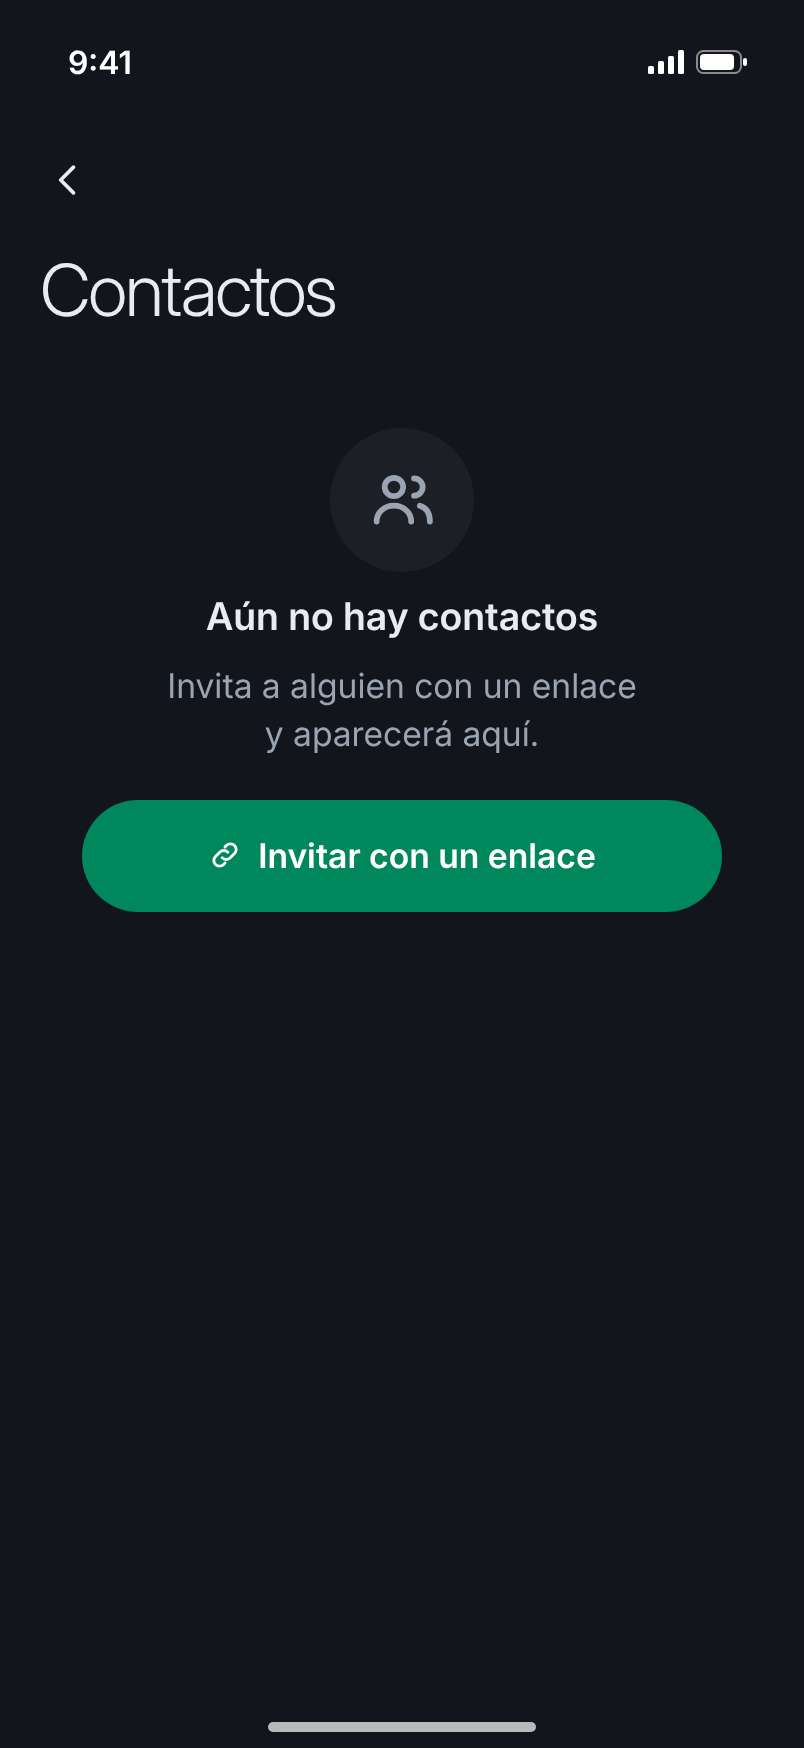 9:41
Contactos
Aún no hay contactos
Invita a alguien con un enlace
y aparecerá aquí.
Invitar con un enlace